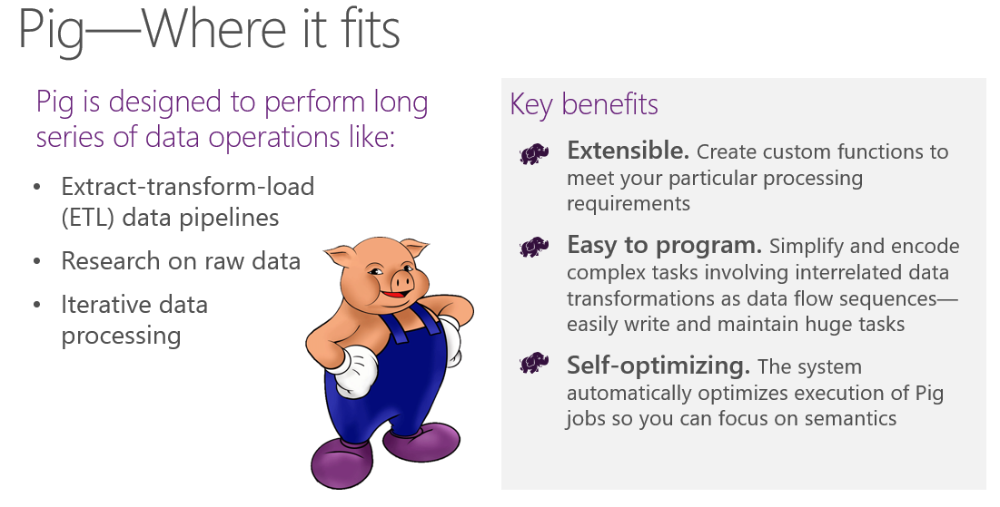 Pig—Where it fits
Pig is designed to perform long
series of data operations like:
• Extract-transform-load
(ETL) data pipelines
• Research on raw data
• Iterative data
processing
Key benefits
Extensible. Create custom functions to
meet your particular processing
requirements
Easy to program. Simplify and encode
complex tasks involving interrelated data
transformations as data flow sequences—
easily write and maintain huge tasks
Self-optimizing. The system
automatically optimizes execution of Pig
jobs so you can focus on semantics